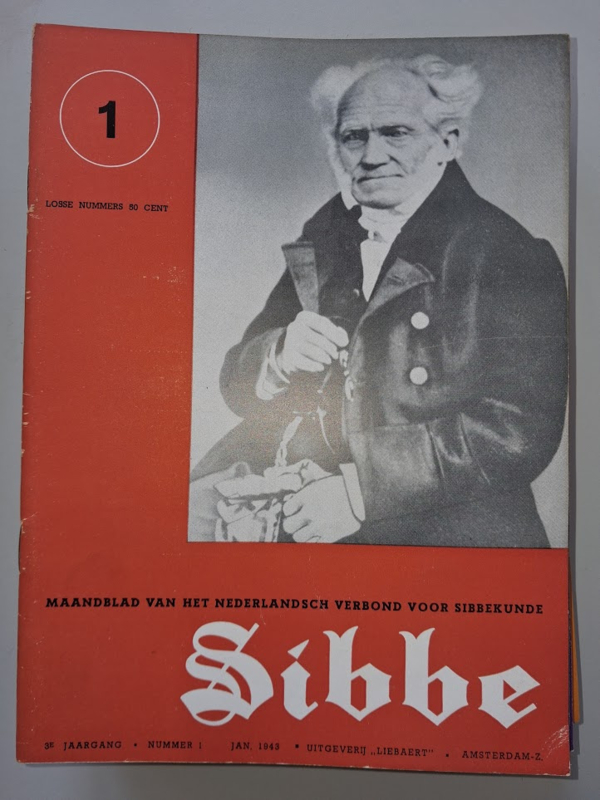 1
LOSSE NUMMERS 50 CENT
MAANDBLAD VAN HET NEDERLANDSCH VERBOND VOOR SIBBEKUNDE
Sibbe
3E JAARGANG • NUMMER 1 JAN. 1943 • UITGEVERIJ „LIEBAERT" • AMSTERDAM-Z.